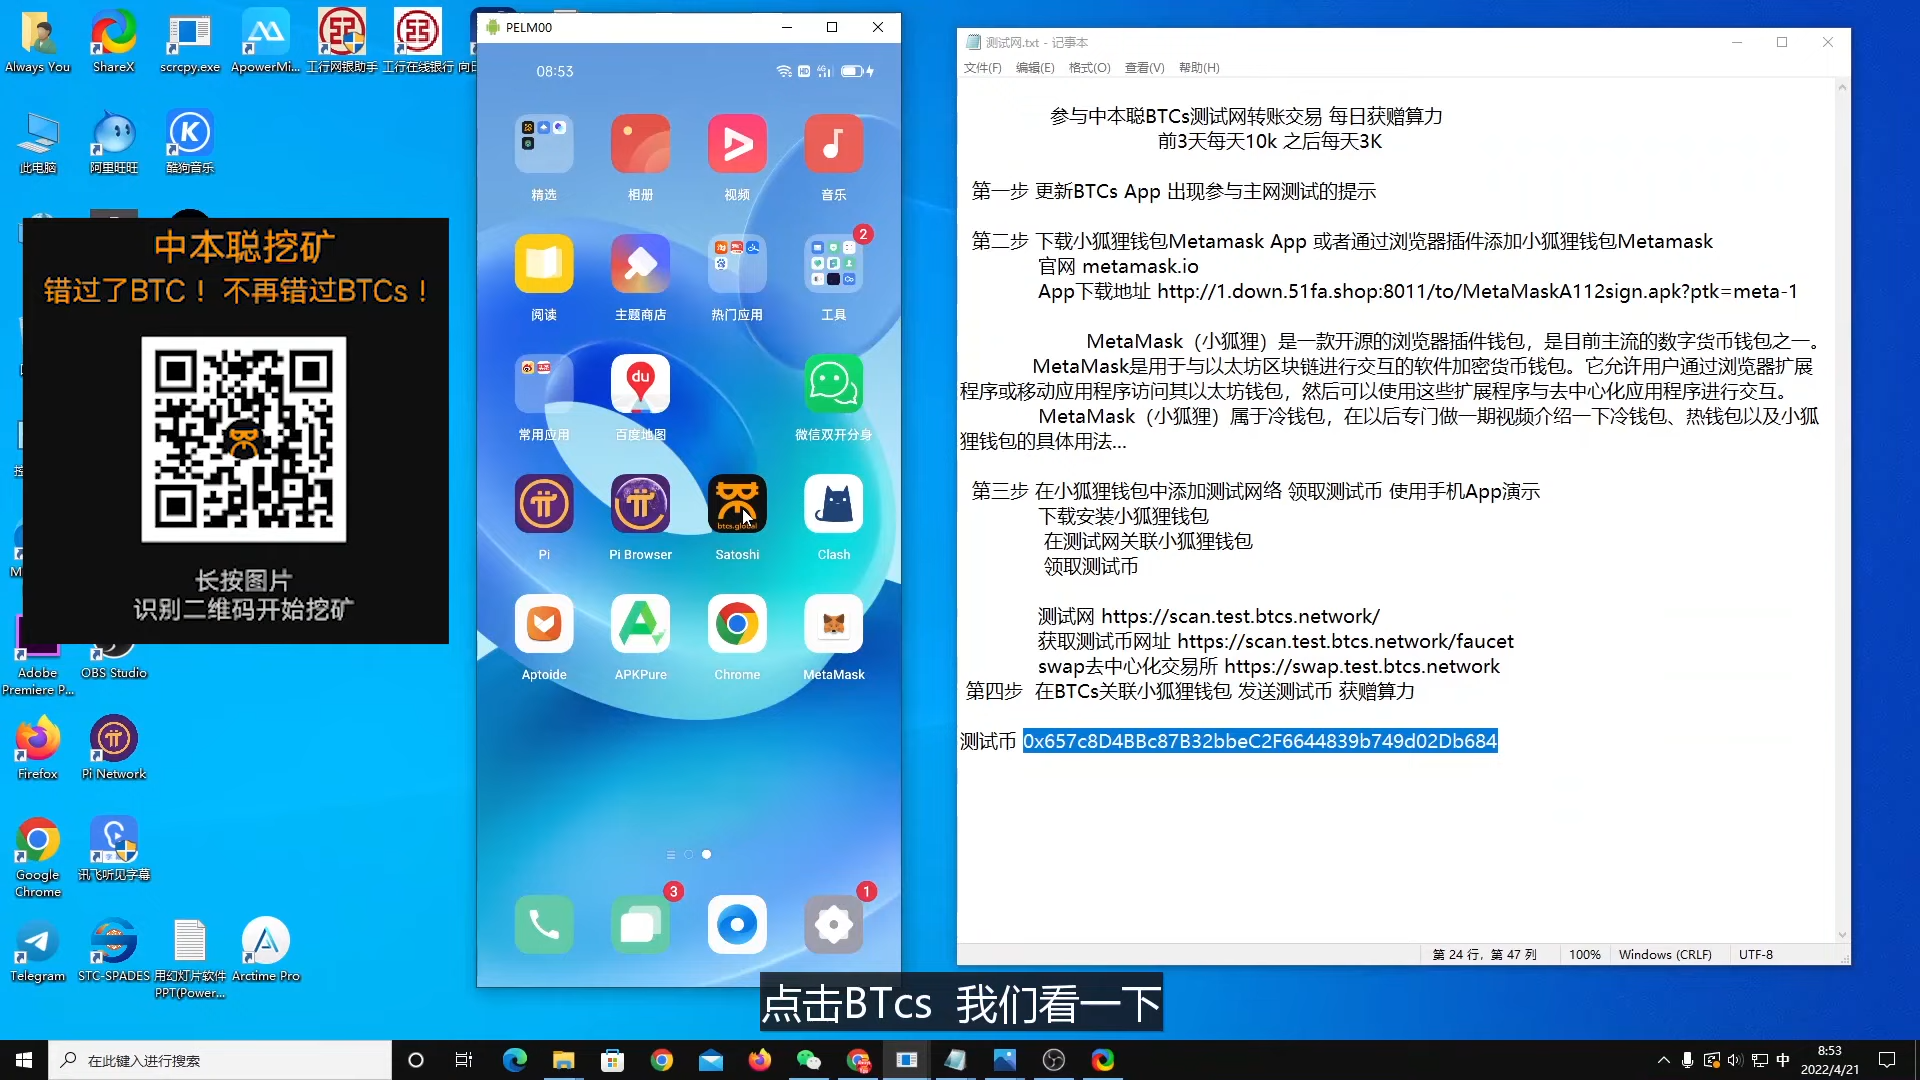 Always You
ShareX
scrcpy.exe
ApowerMi...
工行网银助手
工行在线银行
此电脑
阿里旺旺
酷狗音乐
中本聪挖矿
错过了BTC！ 不再错过BTCs！
长按图片
识别二维码开始挖矿
Adobe
Premiere P...
OBS Studio
Firefox
Pi Network
Google
Chrome
讯飞听见字幕
Telegram
STC-SPADES
用幻灯片软件
PPT(Power...
Arctime Pro
PELM00
08:53
精选
相册
视频
音乐
2
阅读
主题商店
热门应用
工具
du
常用应用
百度地图
微信双开分身
btcs.global
Pi
Pi Browser
Satoshi
Clash
Aptoide
APKPure
Chrome
MetaMask
3
1
测试网.txt - 记事本
文件(F) 编辑(E) 格式(O) 查看(V) 帮助(H)
参与中本聪BTCs测试网转账交易 每日获赠算力
前3天每天10k 之后每天3K
第一步 更新BTCs App 出现参与主网测试的提示
第二步 下载小狐狸钱包Metamask App 或者通过浏览器插件添加小狐狸钱包Metamask
官网 metamask.io
App下载地址 http://1.down.51fa.shop:8011/to/MetaMaskA112sign.apk?ptk=meta-1
MetaMask（小狐狸）是一款开源的浏览器插件钱包，是目前主流的数字货币钱包之一。
MetaMask是用于与以太坊区块链进行交互的软件加密货币钱包。它允许用户通过浏览器扩展
程序或移动应用程序访问其以太坊钱包，然后可以使用这些扩展程序与去中心化应用程序进行交互。
MetaMask（小狐狸）属于冷钱包，在以后专门做一期视频介绍一下冷钱包、热钱包以及小狐
狸钱包的具体用法...
第三步 在小狐狸钱包中添加测试网络 领取测试币 使用手机App演示
下载安装小狐狸钱包
在测试网关联小狐狸钱包
领取测试币
测试网 https://scan.test.btcs.network/
获取测试币网址 https://scan.test.btcs.network/faucet
swap去中心化交易所 https://swap.test.btcs.network
第四步 在BTCs关联小狐狸钱包 发送测试币 获赠算力
测试币 0x657c8D4BBc87B32bbeC2F6644839b749d02Db684
第 24 行，第 47 列
100%
Windows (CRLF)
UTF-8
点击BTcs 我们看一下
在此键入进行搜索
中
8:53
2022/4/21